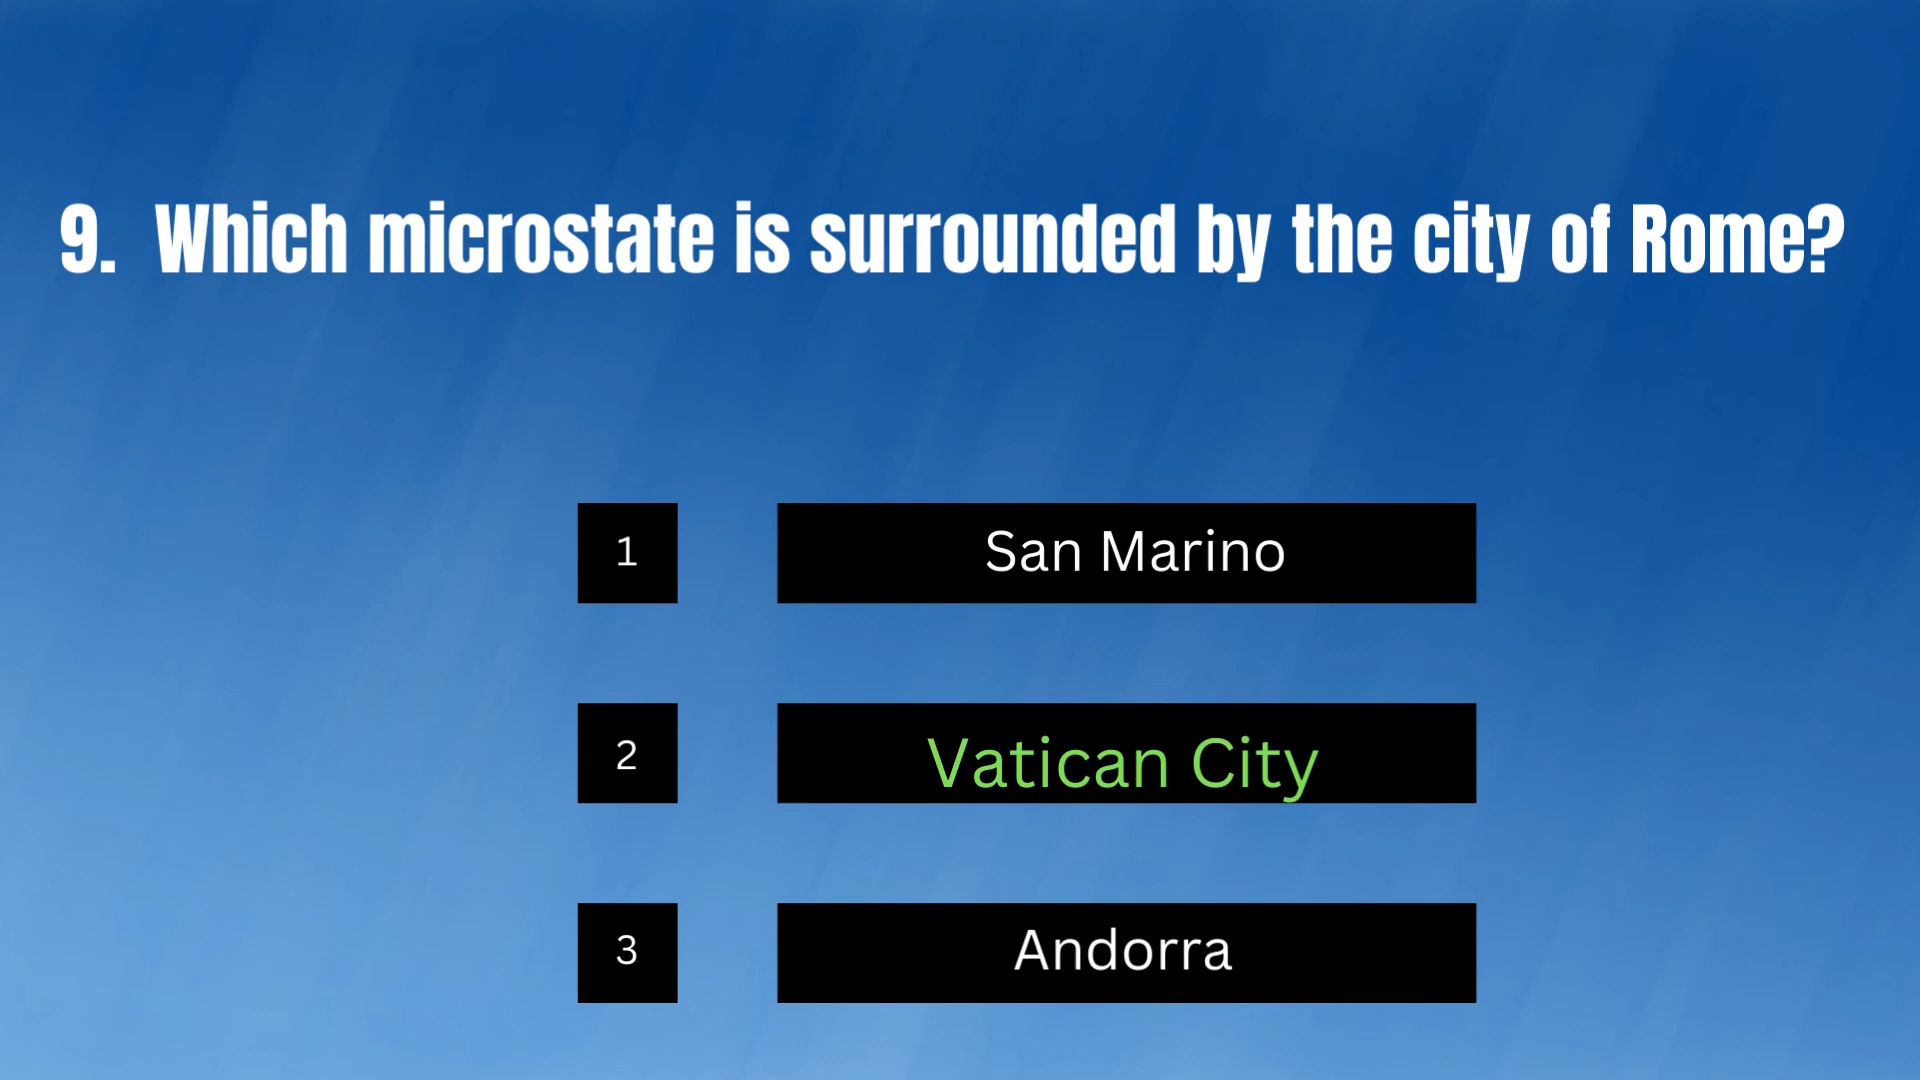 9. Which microstate is surrounded by the city of Rome?
1 San Marino
2 Vatican City
3 Andorra